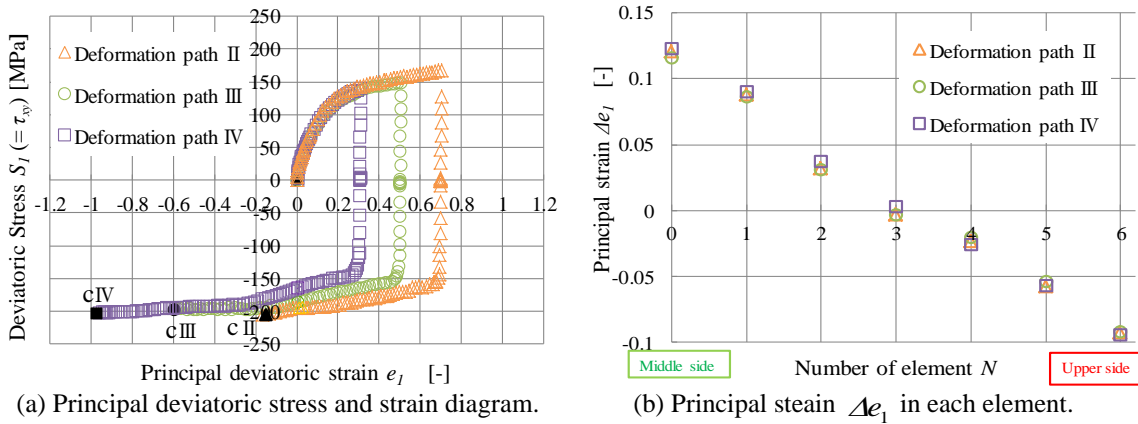 250
200
150
100
50
0
-50
-100
-150
-200
-250
-1.2 -1 -0.8 -0.6 -0.4 -0.2 0 0.2 0.4 0.6 0.8 1 1.2
Deviatoric Stress S1 (= τxy) [MPa]
Deformation path II
Deformation path III
Deformation path IV
cIV
cIII
cII
Principal deviatoric strain e1 [-]
(a) Principal deviatoric stress and strain diagram.
0.15
0.1
0.05
0
-0.05
-0.1
0 1 2 3 4 5 6
Principal strain Δe1 [-]
Deformation path II
Deformation path III
Deformation path IV
Middle side
Number of element N
Upper side
(b) Principal steain Δe1 in each element.